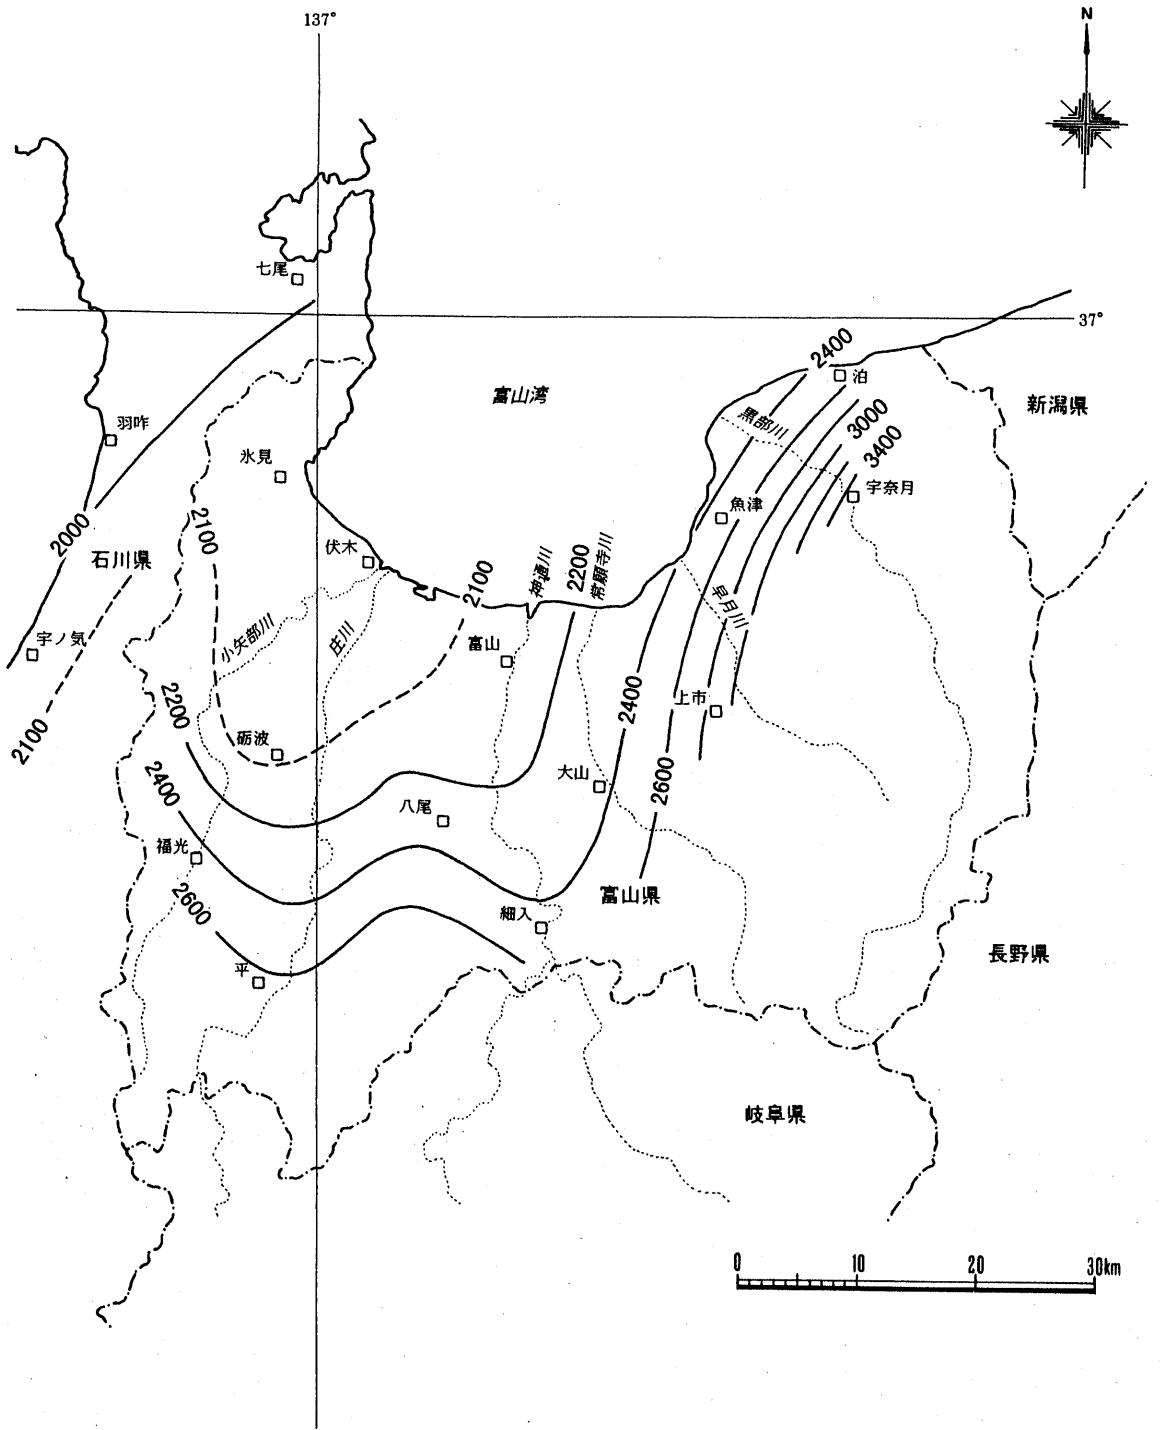 137°
N
七尾
37°
2400
泊
富山湾
新潟県
黒部川
3000
羽咋
3400
氷見
宇奈月
魚津
2000
2100
石川県
伏木
2100
神通川
2200
常願寺川
早月川
宇ノ気
小矢部川
庄川
富山
2200
2400
上市
2100
砺波
2400
大山
2600
八尾
福光
2600
富山県
細入
平
長野県
岐阜県
0 10 20 30km